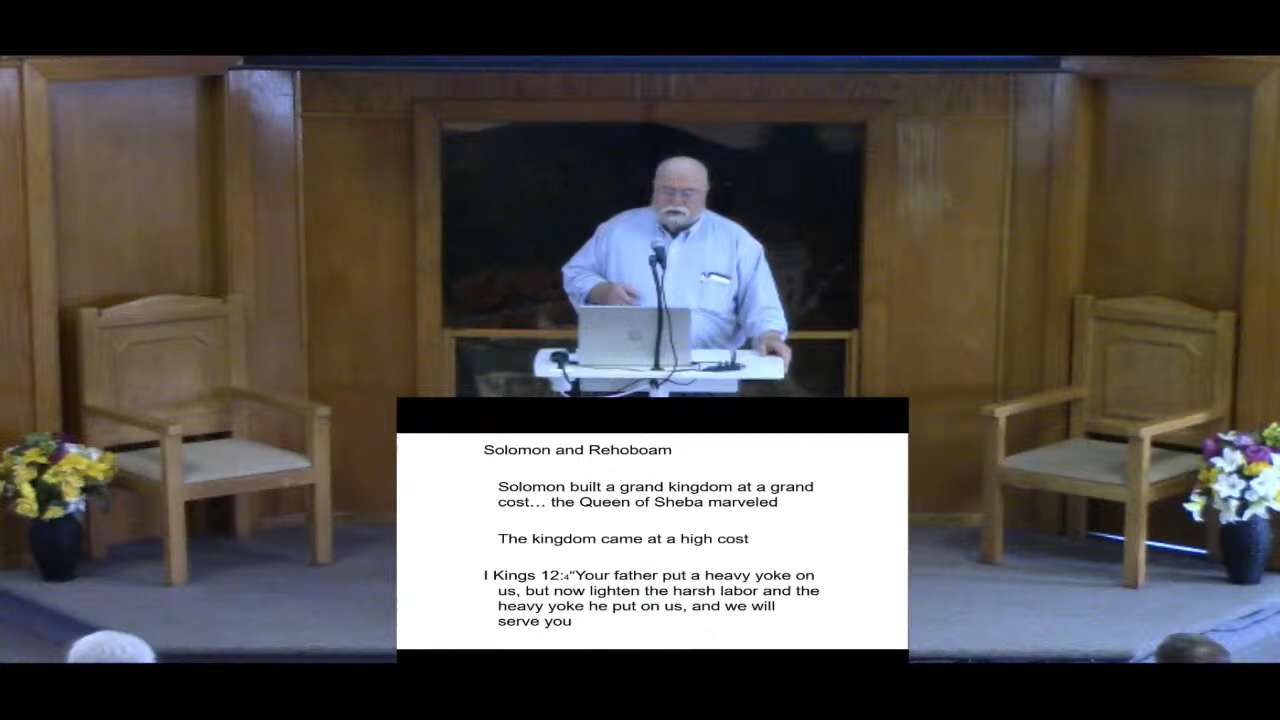 Solomon and Rehoboam
Solomon built a grand kingdom at a grand
cost… the Queen of Sheba marveled
The kingdom came at a high cost
I Kings 12:4“Your father put a heavy yoke on
us, but now lighten the harsh labor and the
heavy yoke he put on us, and we will
serve you